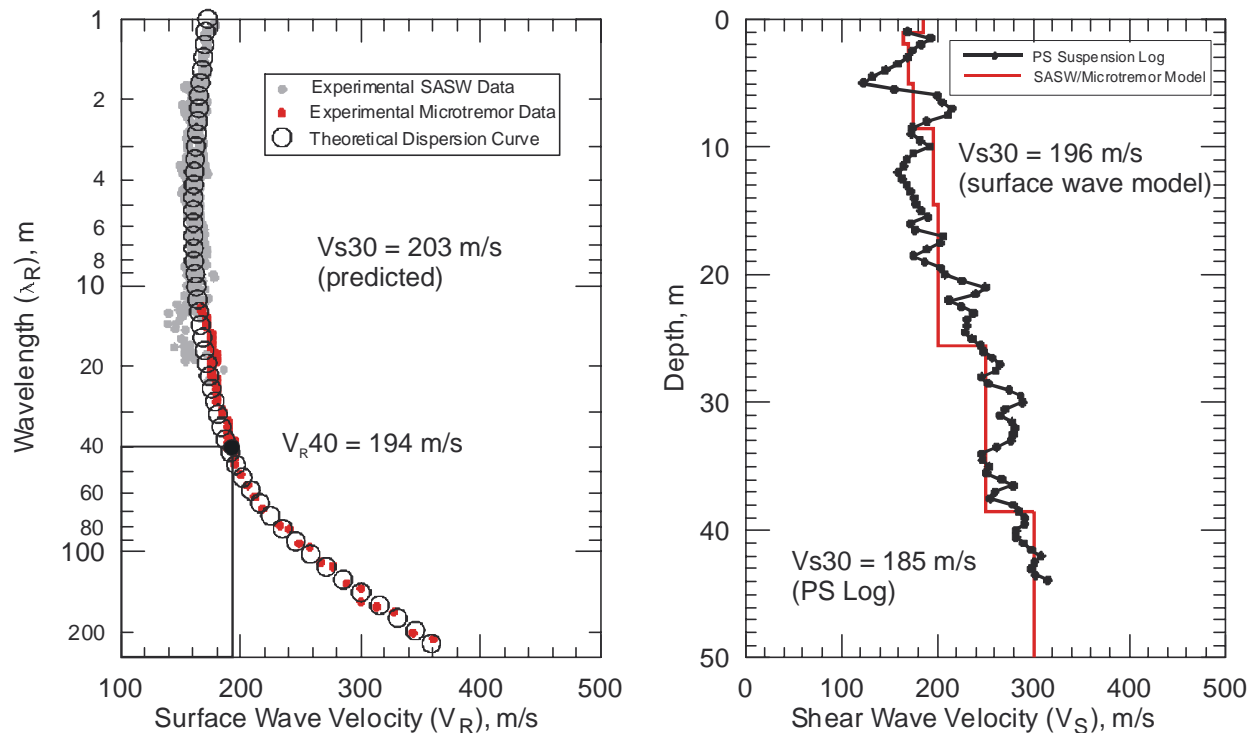 Experimental SASW Data
Experimental Microtremor Data
Theoretical Dispersion Curve
Vs30 = 203 m/s
(predicted)
VR40 = 194 m/s
1
2
4
6
8
10
20
40
60
80
100
200
Wavelength (λR), m
100 200 300 400 500
Surface Wave Velocity (VR), m/s
PS Suspension Log
SASW/Microtremor Model
Vs30 = 196 m/s
(surface wave model)
Vs30 = 185 m/s
(PS Log)
0
10
20
30
40
50
Depth, m
0 100 200 300 400 500
Shear Wave Velocity (VS), m/s